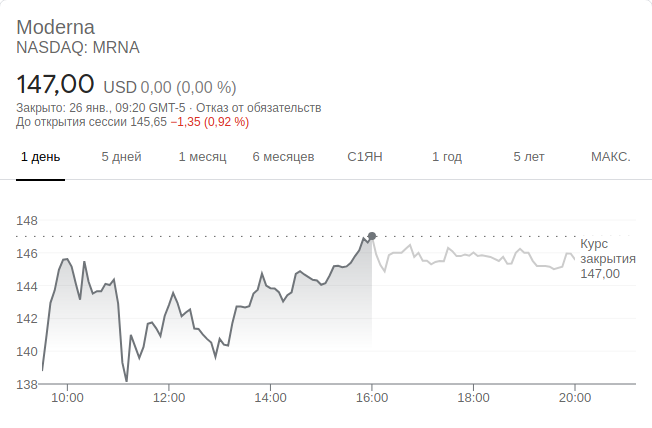 Moderna
NASDAQ: MRNA
147,00 USD 0,00 (0,00 %)
Закрыто: 26 янв., 09:20 GMT-5 · Отказ от обязательств
До открытия сессии 145,65 −1,35 (0,92 %)
1 день 5 дней 1 месяц 6 месяцев С1ЯН 1 год 5 лет МАКС.
148
146
144
142
140
138
Курс
закрытия
147,00
10:00 12:00 14:00 16:00 18:00 20:00